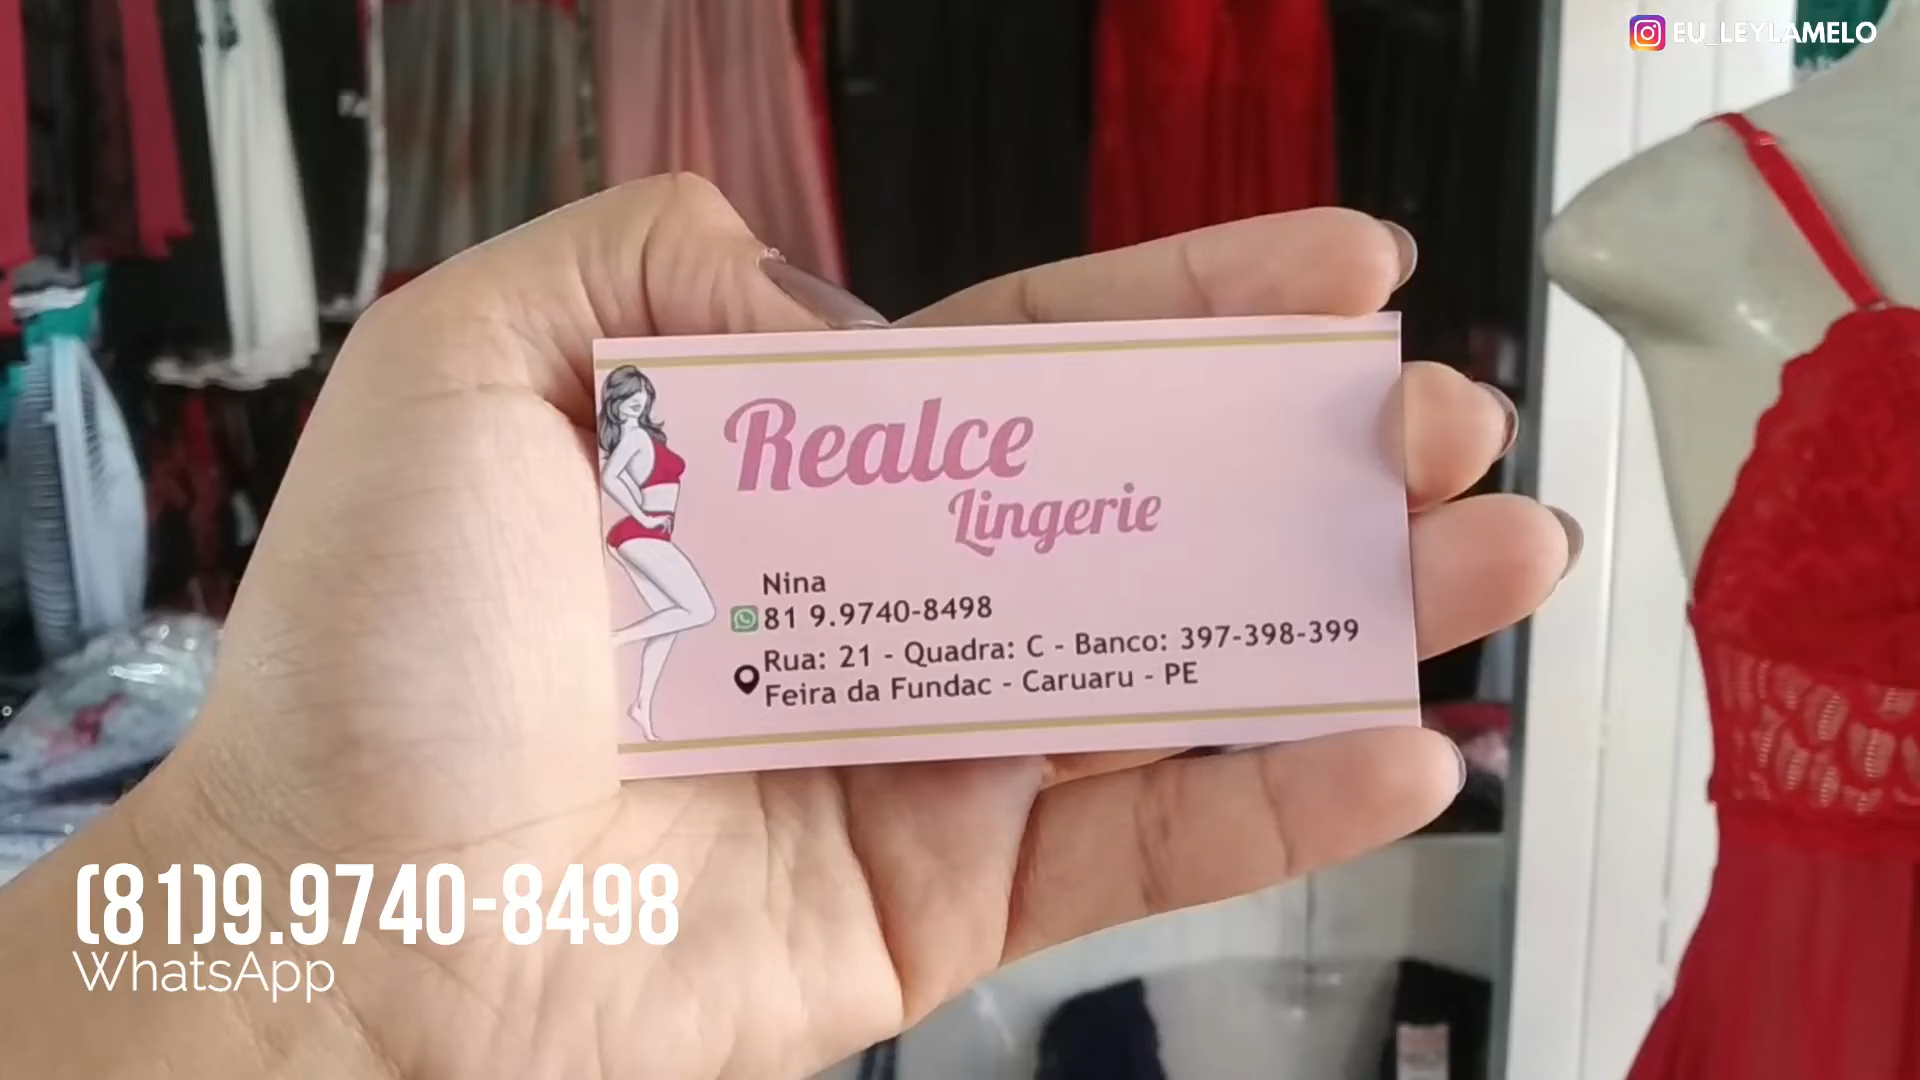 EU_LEYLAMELO
Realce
Lingerie
Nina
81 9.9740-8498
Rua: 21 - Quadra: C - Banco: 397-398-399
Feira da Fundac - Caruaru - PE
(81)9.9740-8498
WhatsApp